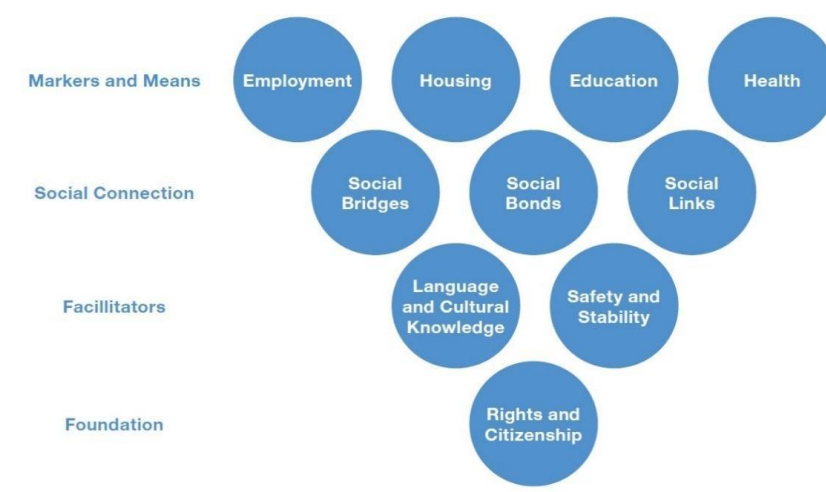 Markers and Means
Employment
Housing
Education
Health
Social Connection
Social
Bridges
Social
Bonds
Social
Links
Facillitators
Language
and Cultural
Knowledge
Safety and
Stability
Foundation
Rights and
Citizenship